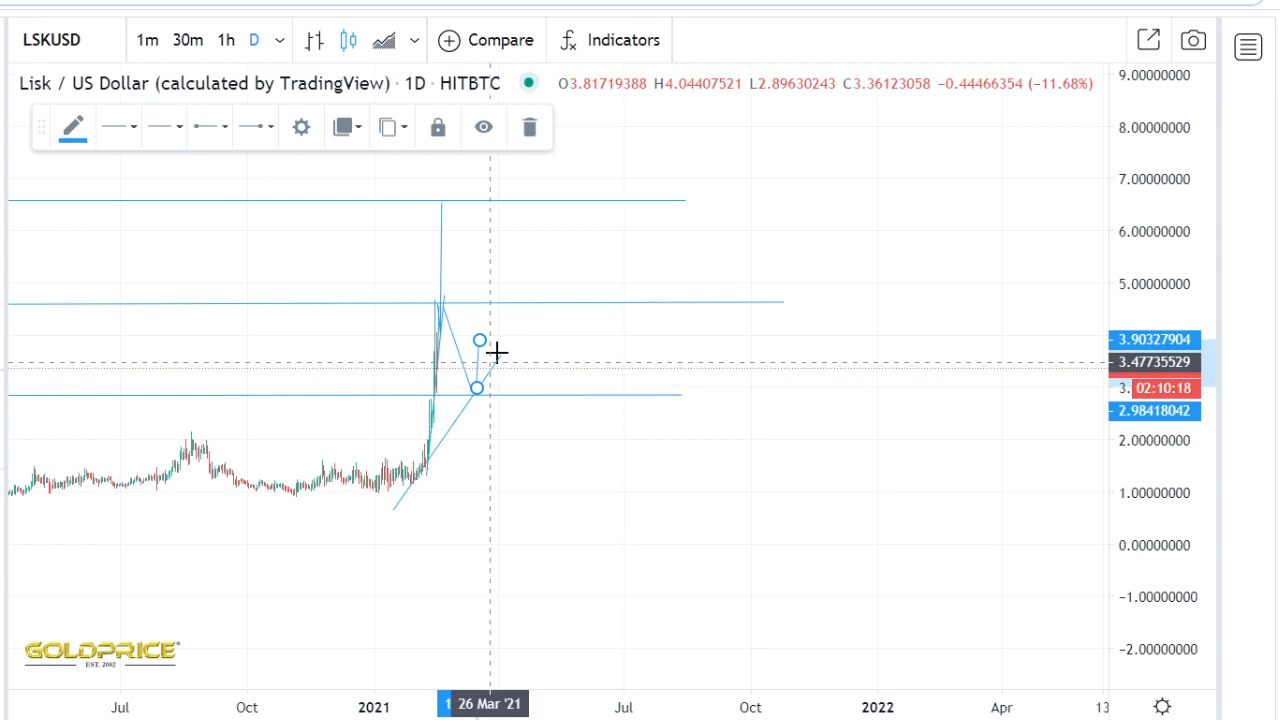 LSKUSD 1m 30m 1h D Compare Indicators
Lisk / US Dollar (calculated by TradingView) · 1D · HITBTC O3.81719388 H4.04407521 L2.89630243 C3.36123058 −0.44466354 (−11.68%)
9.00000000
8.00000000
7.00000000
6.00000000
5.00000000
3.90327904
3.47735529
3. 02:10:18
2.98418042
2.00000000
1.00000000
0.00000000
−1.00000000
−2.00000000
GOLDPRICE®
EST. 2002
Jul Oct 2021 1 26 Mar '21 Jul Oct 2022 Apr 13